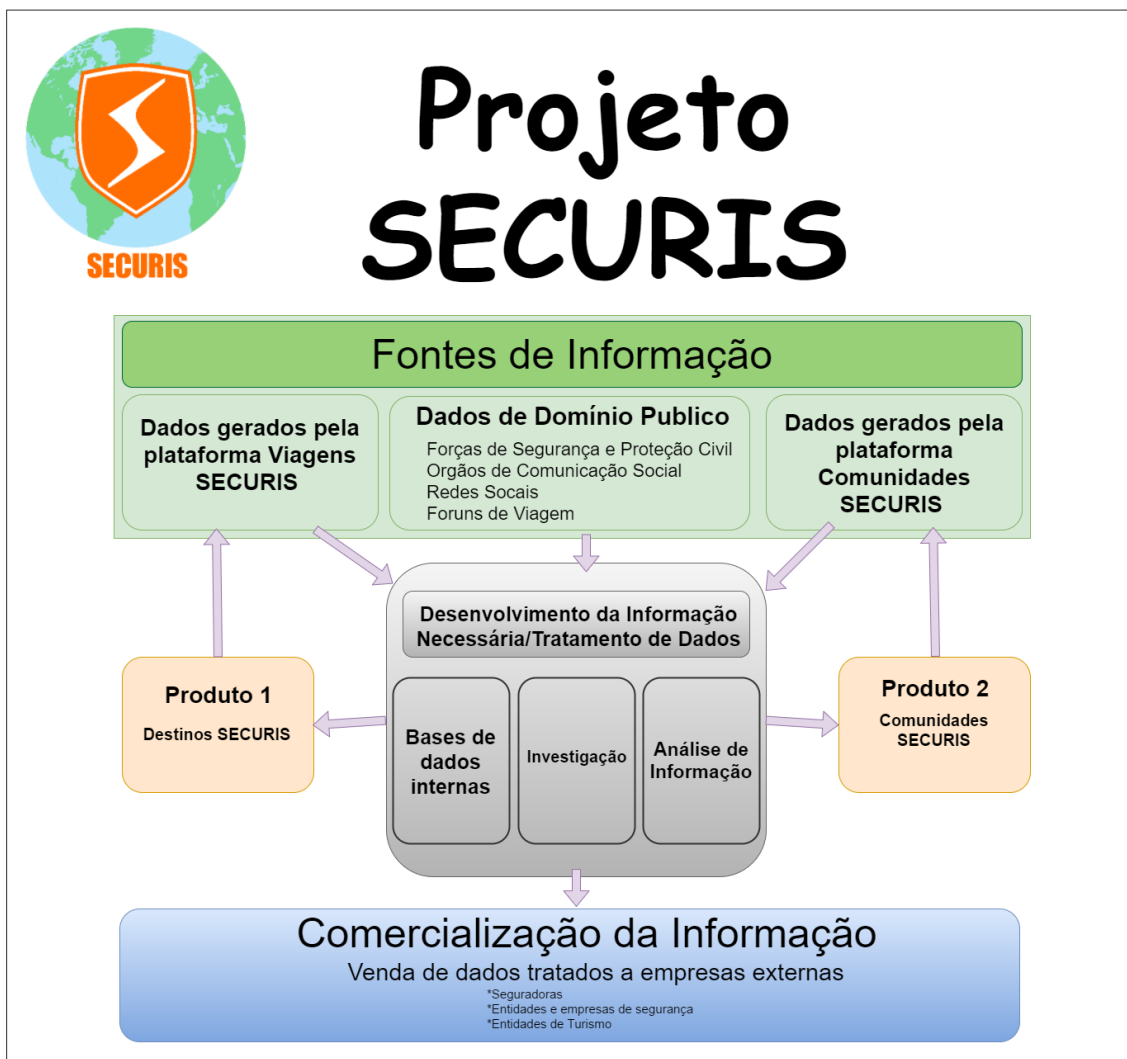 SECURIS
Projeto
SECURIS
Fontes de Informação
Dados gerados pela
plataforma Viagens
SECURIS
Dados de Domínio Publico
Forças de Segurança e Proteção Civil
Orgãos de Comunicação Social
Redes Socais
Foruns de Viagem
Dados gerados pela
plataforma
Comunidades
SECURIS
Desenvolvimento da Informação
Necessária/Tratamento de Dados
Produto 1
Destinos SECURIS
Bases de
dados
internas
Investigação
Análise de
Informação
Produto 2
Comunidades
SECURIS
Comercialização da Informação
Venda de dados tratados a empresas externas
*Seguradoras
*Entidades e empresas de segurança
*Entidades de Turismo